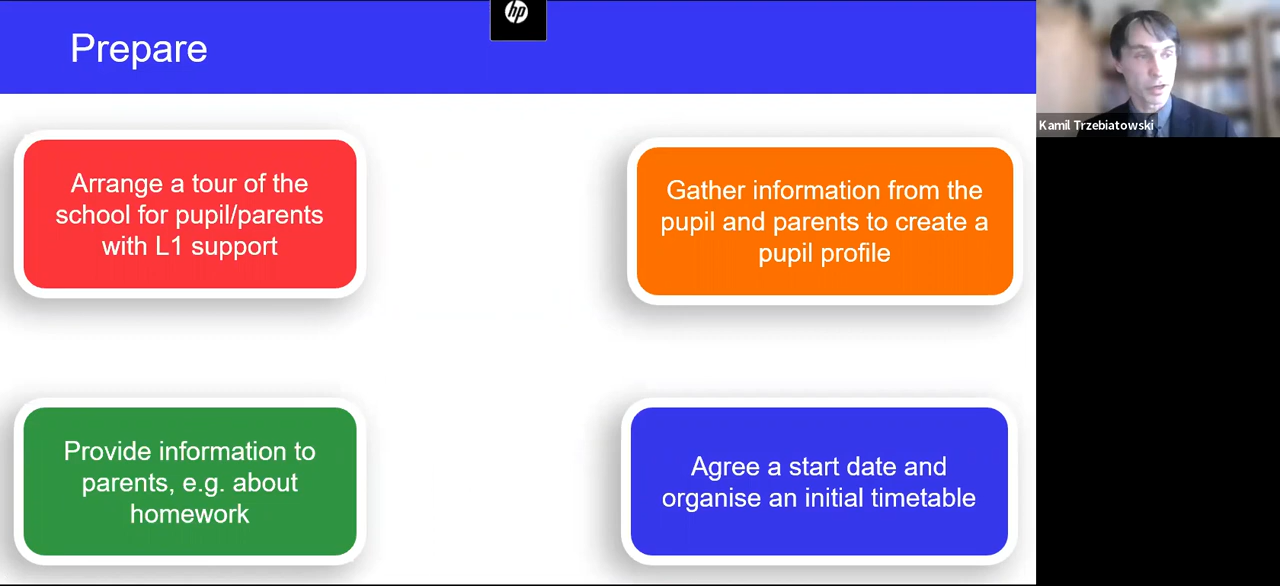 hp
Prepare
Kamil Trzebiatowski
Arrange a tour of the
school for pupil/parents
with L1 support
Gather information from the
pupil and parents to create a
pupil profile
Provide information to
parents, e.g. about
homework
Agree a start date and
organise an initial timetable